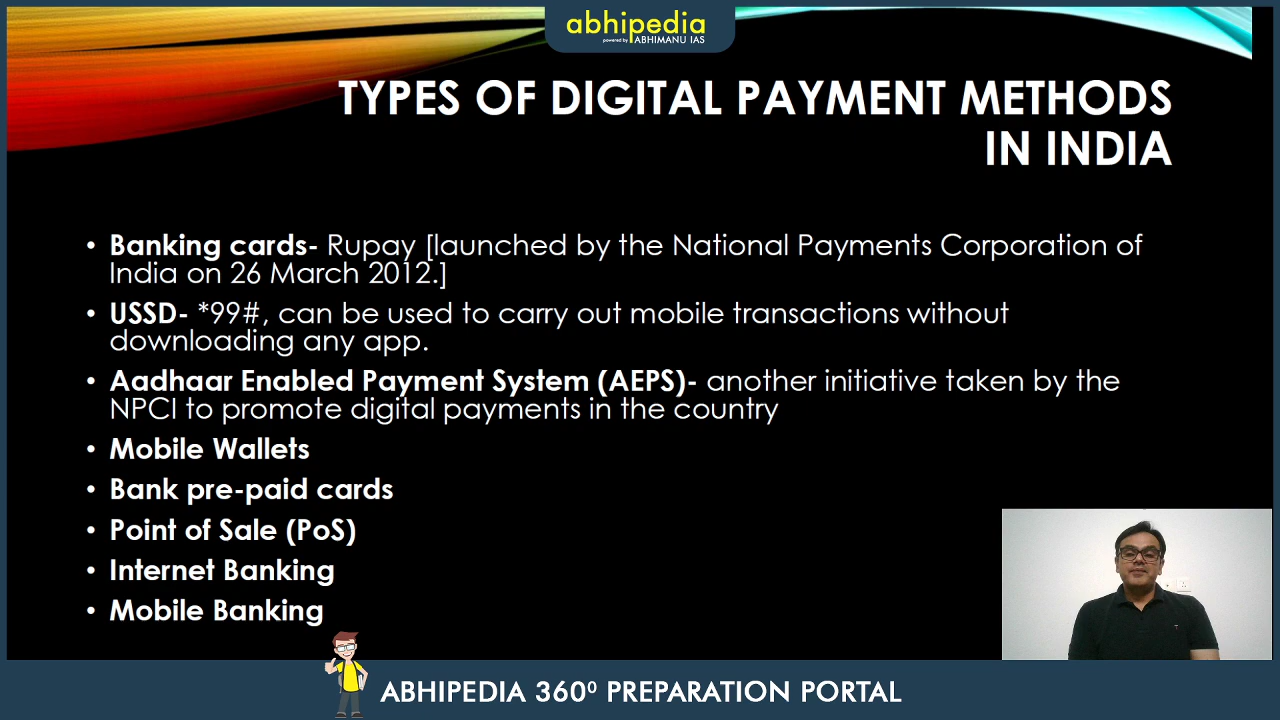 abhipedia
powered by ABHIMANU IAS
TYPES OF DIGITAL PAYMENT METHODS
IN INDIA
• Banking cards- Rupay [launched by the National Payments Corporation of
India on 26 March 2012.]
• USSD- *99#, can be used to carry out mobile transactions without
downloading any app.
• Aadhaar Enabled Payment System (AEPS)- another initiative taken by the
NPCI to promote digital payments in the country
• Mobile Wallets
• Bank pre-paid cards
• Point of Sale (PoS)
• Internet Banking
• Mobile Banking
ABHIPEDIA 360⁰ PREPARATION PORTAL